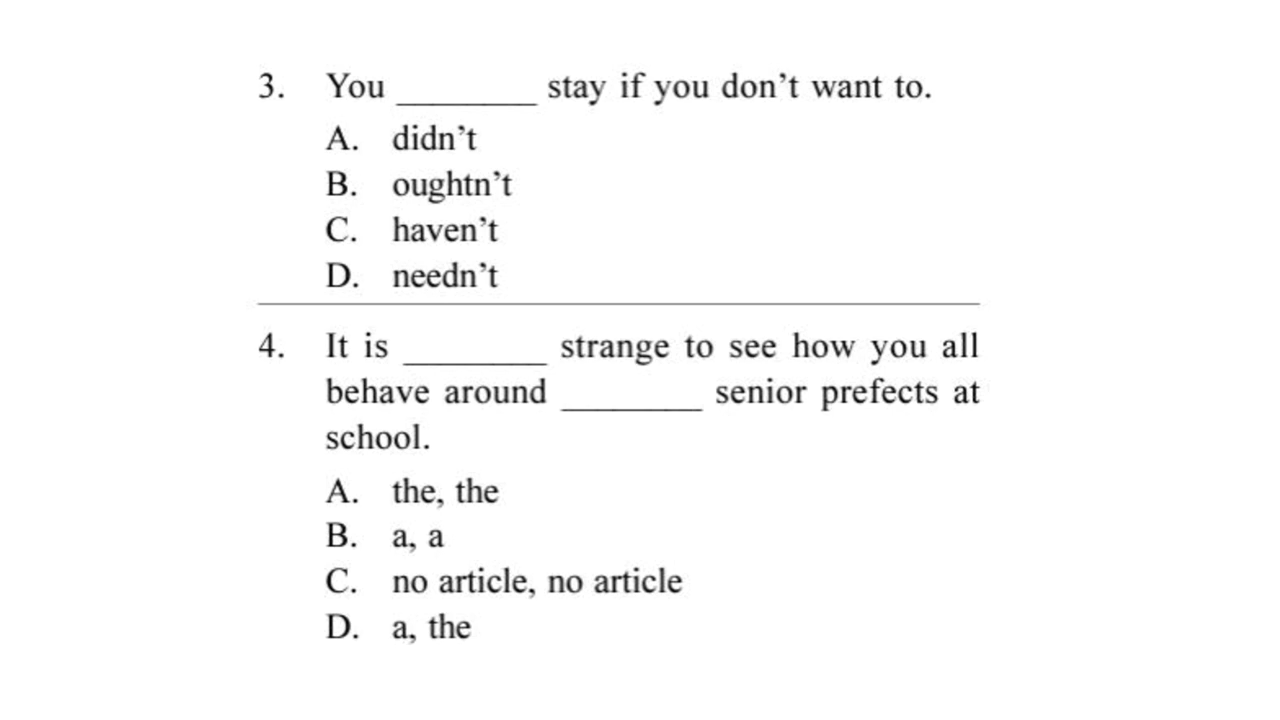 3. You ________ stay if you don’t want to.
A. didn’t
B. oughtn’t
C. haven’t
D. needn’t
4. It is ________ strange to see how you all
behave around ________ senior prefects at
school.
A. the, the
B. a, a
C. no article, no article
D. a, the